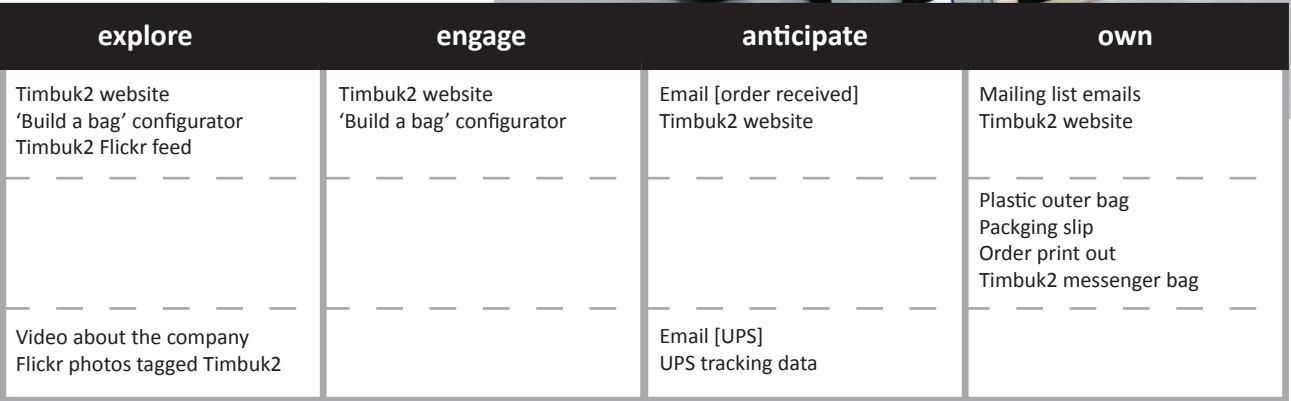 explore
engage
anticipate
own
Timbuk2 website
‘Build a bag’ configurator
Timbuk2 Flickr feed
Timbuk2 website
‘Build a bag’ configurator
Email [order received]
Timbuk2 website
Mailing list emails
Timbuk2 website
Plastic outer bag
Packging slip
Order print out
Timbuk2 messenger bag
Video about the company
Flickr photos tagged Timbuk2
Email [UPS]
UPS tracking data